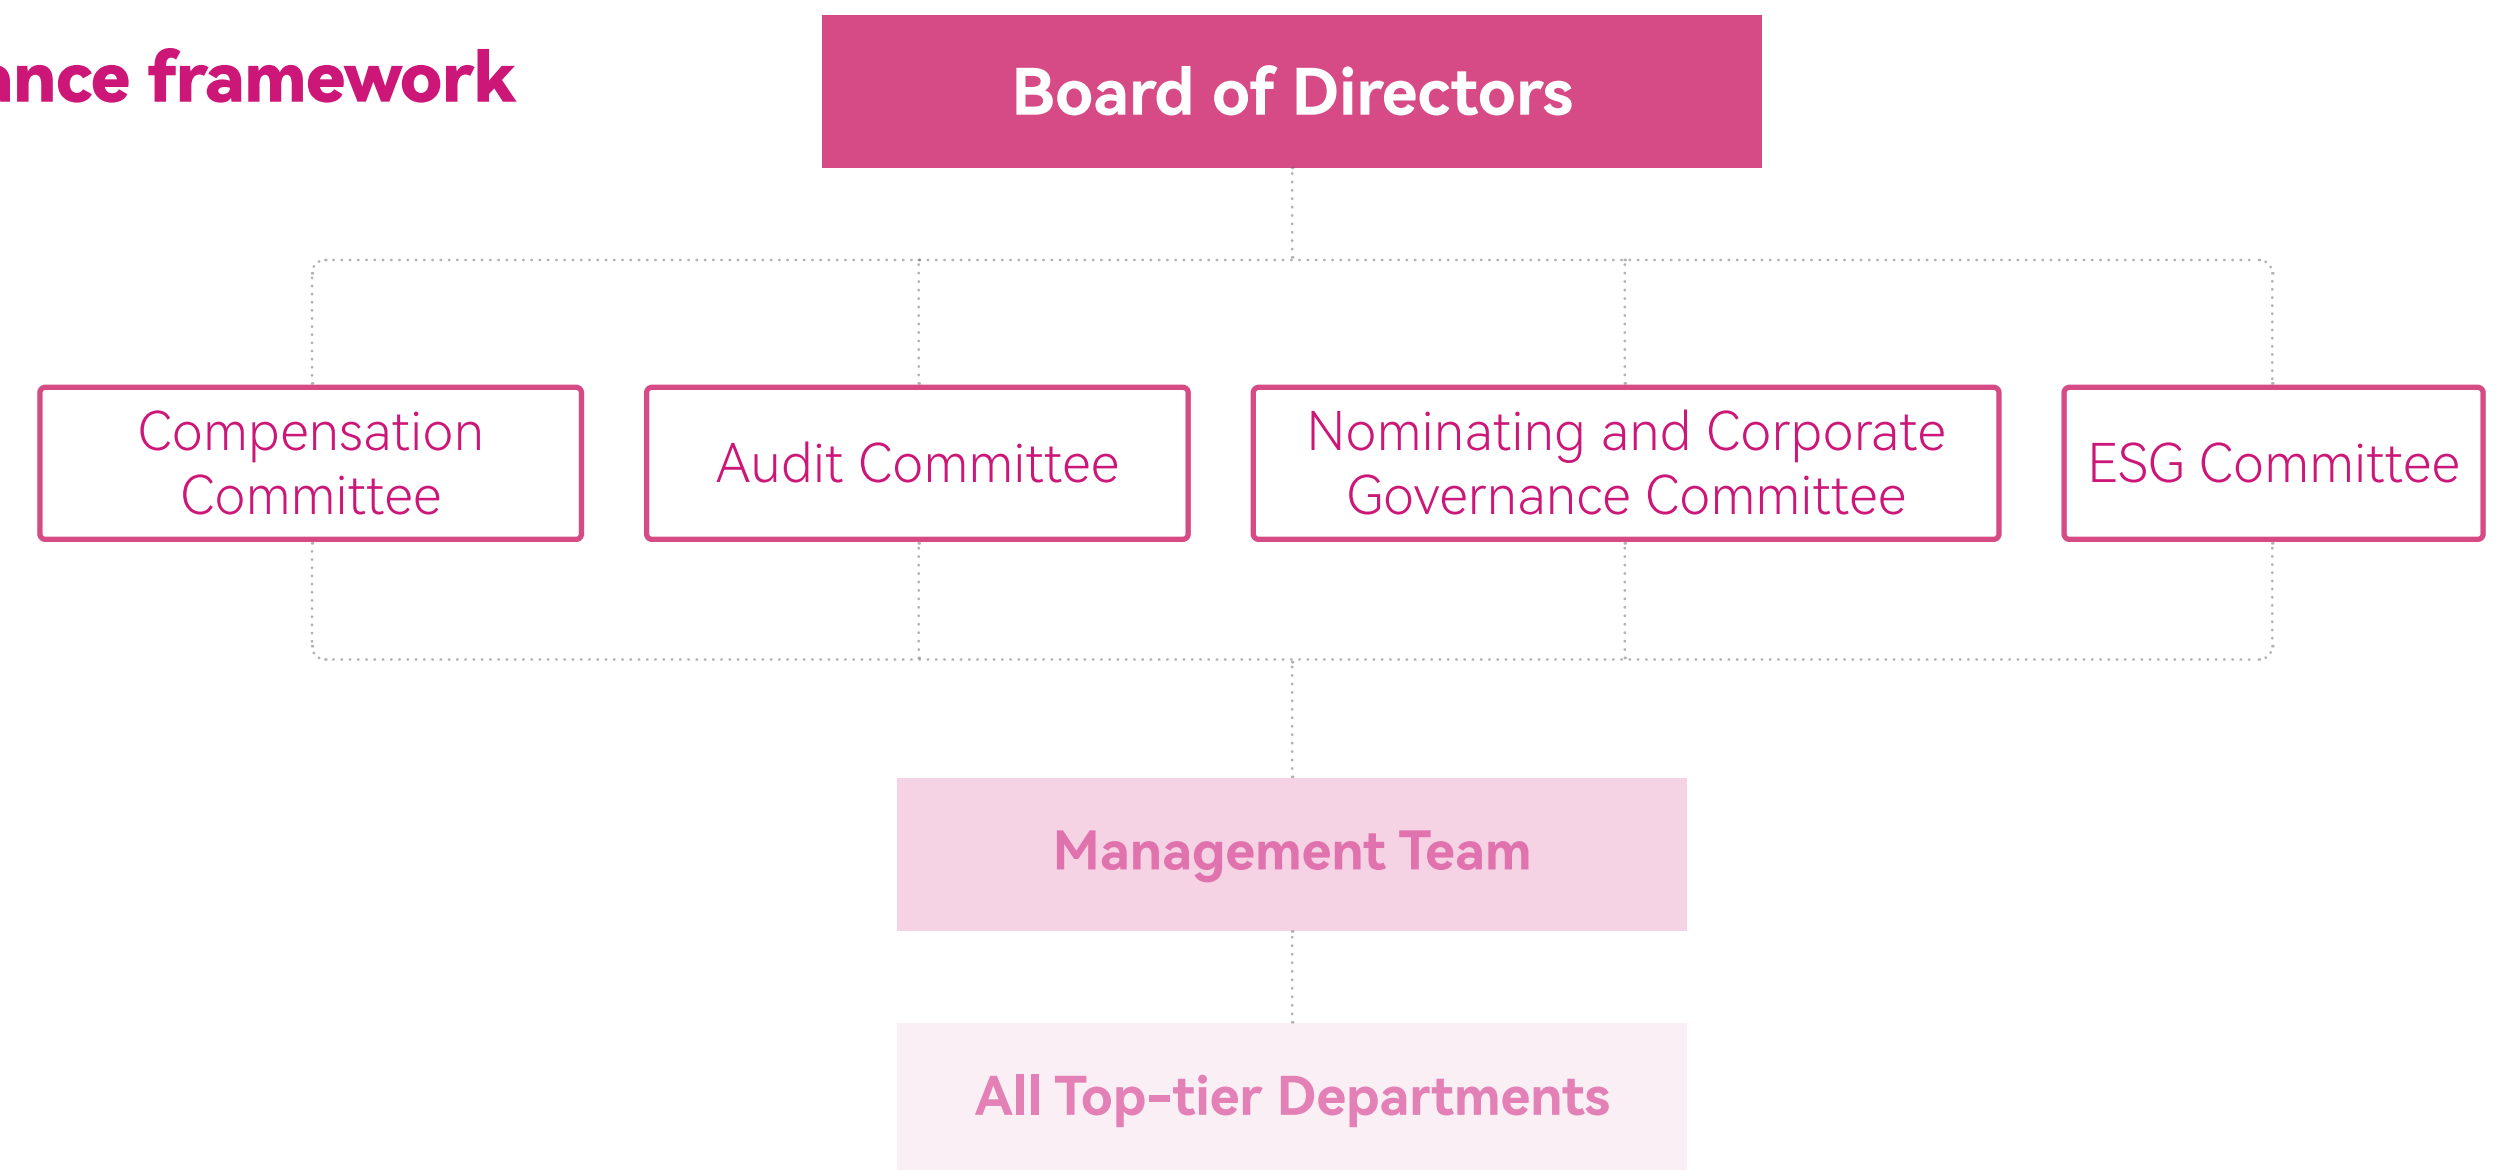 framework
Board of Directors
Compensation
Committee
Audit Committee
Nominating and Corporate
Governance Committee
ESG Committee
Management Team
All Top-tier Departments